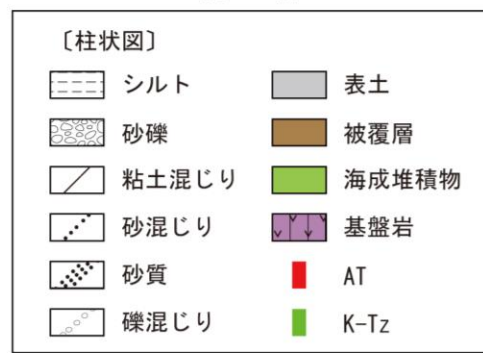 〔柱状図〕
シルト 表土
砂礫 被覆層
粘土混じり 海成堆積物
砂混じり 基盤岩
砂質 AT
礫混じり K-Tz